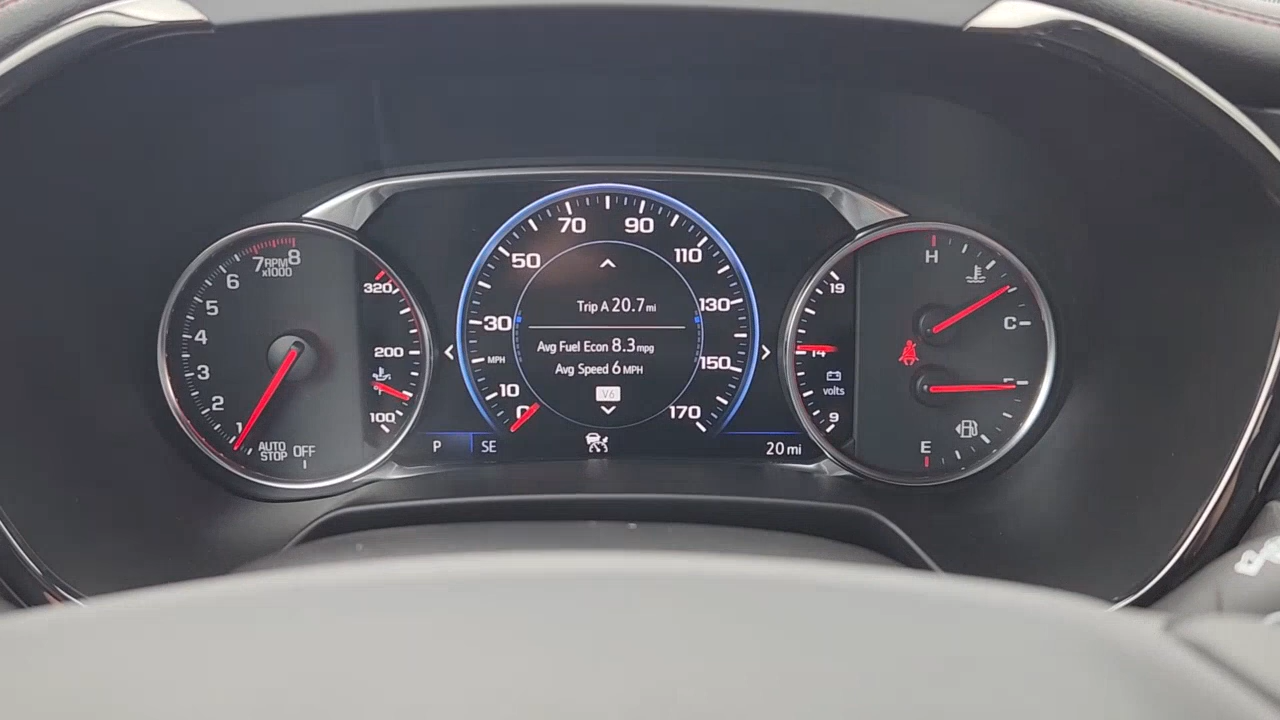 8
7
RPM
x1000
6
5
4
3
2
1
AUTO
STOP
OFF
320
200
100
70
90
50
110
30
130
MPH
150
10
0
170
Trip A 20.7 mi
Avg Fuel Econ 8.3 mpg
Avg Speed 6 MPH
V6
P
SE
20 mi
19
14
volts
9
H
C
E